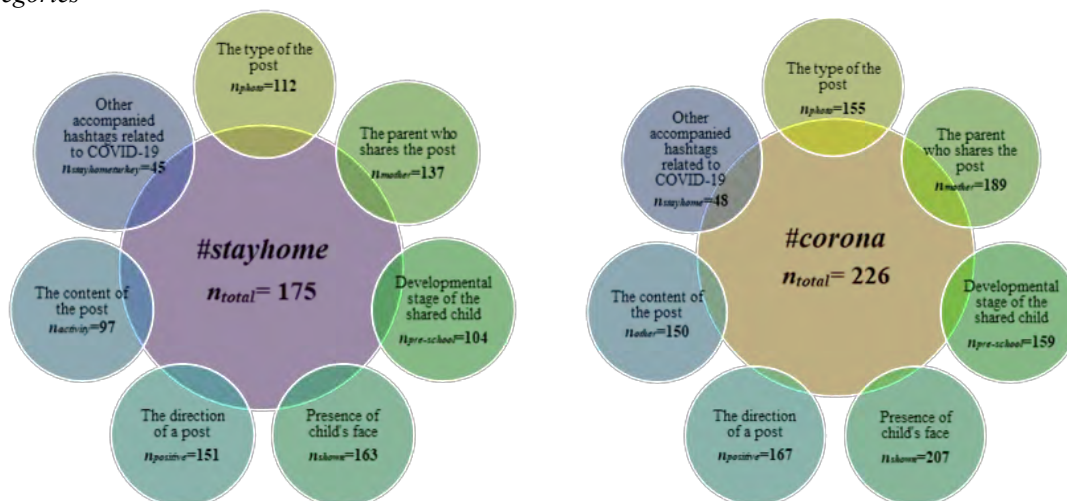 The type of the
post
nphoto=112
Other
accompanied
hashtags related
to COVID-19
nstayhometurkey=45
The parent who
shares the post
nmother=137
#stayhome
ntotal= 175
The content of
the post
nactivity=97
Developmental
stage of the
shared child
npre-school=104
The direction
of a post
npositive=151
Presence of
child's face
nshown=163
The type of the
post
nphoto=155
Other
accompanied
hashtags
related to
COVID-19
nstayhome=48
The parent
who shares the
post
nmother=189
#corona
ntotal= 226
The content of
the post
nother=150
Developmental
stage of the
shared child
npre-school=159
The direction
of a post
npositive=167
Presence of
child's face
nshown=207